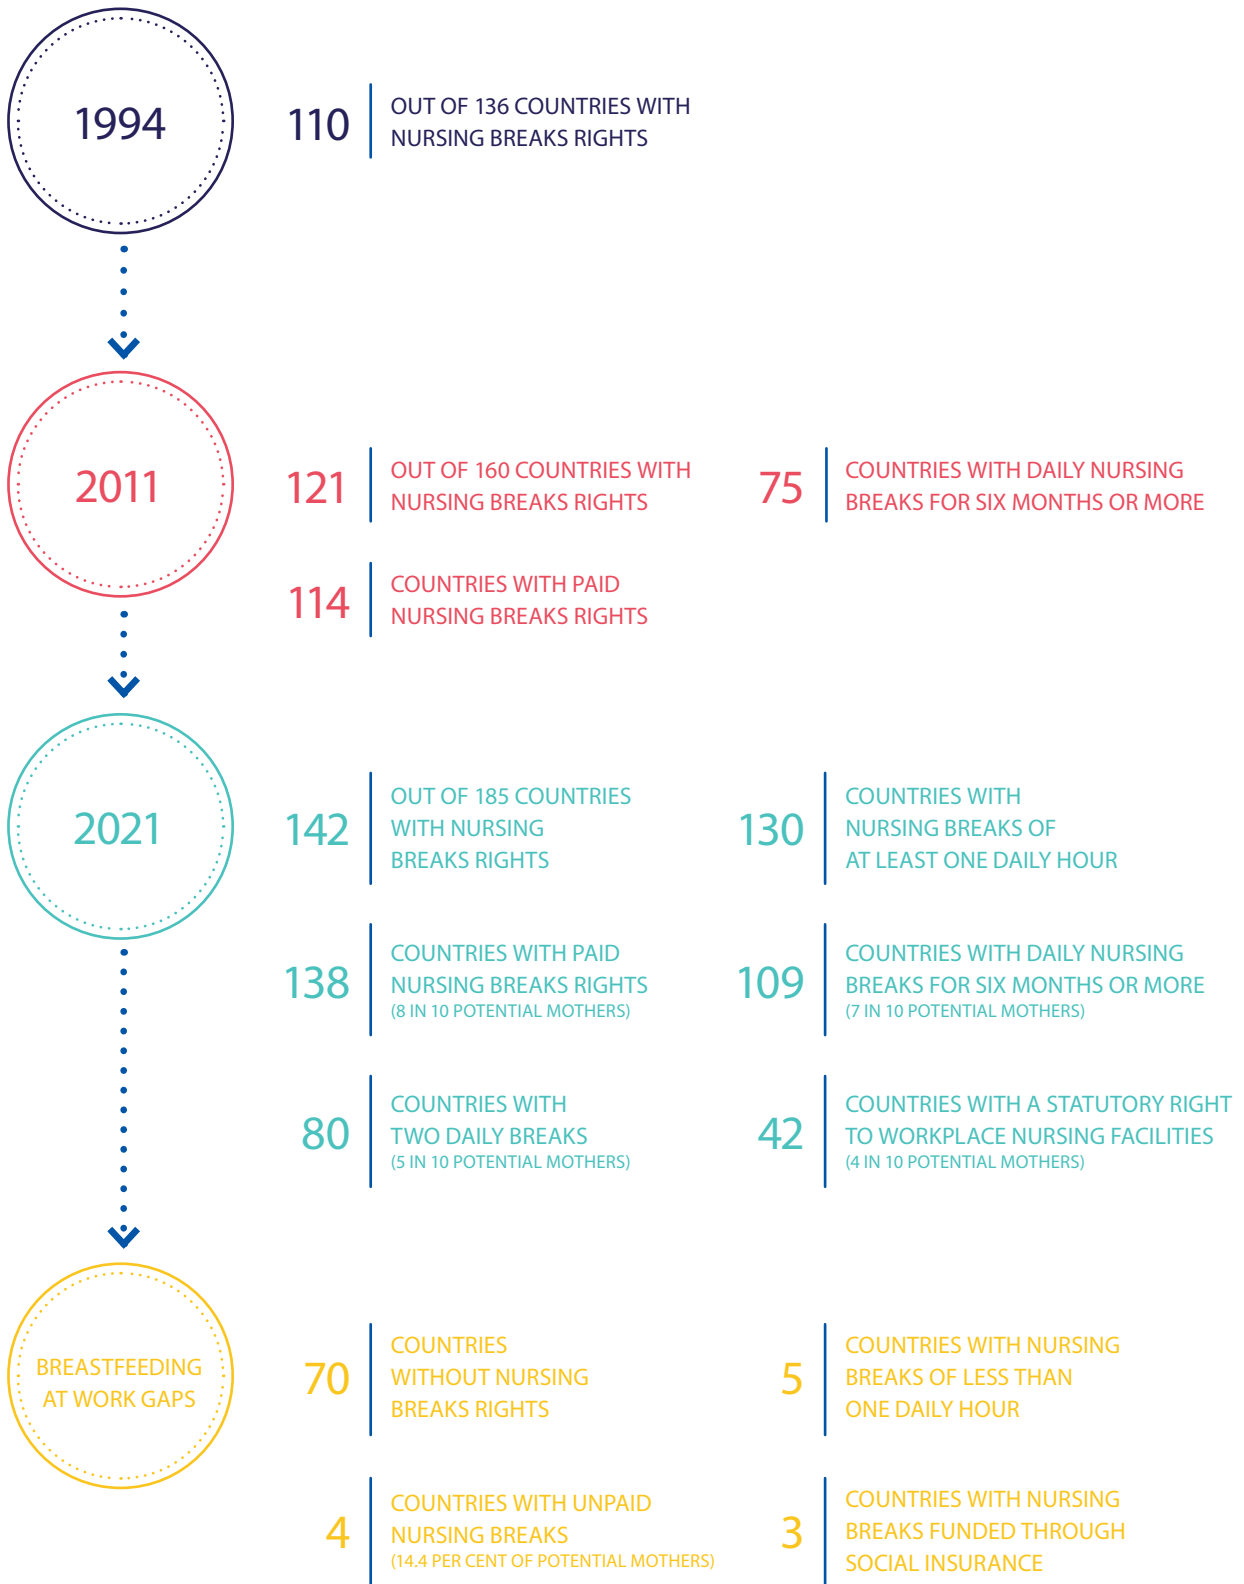 1994
110
OUT OF 136 COUNTRIES WITH
NURSING BREAKS RIGHTS
2011
121
OUT OF 160 COUNTRIES WITH
NURSING BREAKS RIGHTS
75
COUNTRIES WITH DAILY NURSING
BREAKS FOR SIX MONTHS OR MORE
114
COUNTRIES WITH PAID
NURSING BREAKS RIGHTS
2021
142
OUT OF 185 COUNTRIES
WITH NURSING
BREAKS RIGHTS
130
COUNTRIES WITH
NURSING BREAKS OF
AT LEAST ONE DAILY HOUR
138
COUNTRIES WITH PAID
NURSING BREAKS RIGHTS
(8 IN 10 POTENTIAL MOTHERS)
109
COUNTRIES WITH DAILY NURSING
BREAKS FOR SIX MONTHS OR MORE
(7 IN 10 POTENTIAL MOTHERS)
80
COUNTRIES WITH
TWO DAILY BREAKS
(5 IN 10 POTENTIAL MOTHERS)
42
COUNTRIES WITH A STATUTORY RIGHT
TO WORKPLACE NURSING FACILITIES
(4 IN 10 POTENTIAL MOTHERS)
BREASTFEEDING
AT WORK GAPS
70
COUNTRIES
WITHOUT NURSING
BREAKS RIGHTS
5
COUNTRIES WITH NURSING
BREAKS OF LESS THAN
ONE DAILY HOUR
4
COUNTRIES WITH UNPAID
NURSING BREAKS
(14.4 PER CENT OF POTENTIAL MOTHERS)
3
COUNTRIES WITH NURSING
BREAKS FUNDED THROUGH
SOCIAL INSURANCE